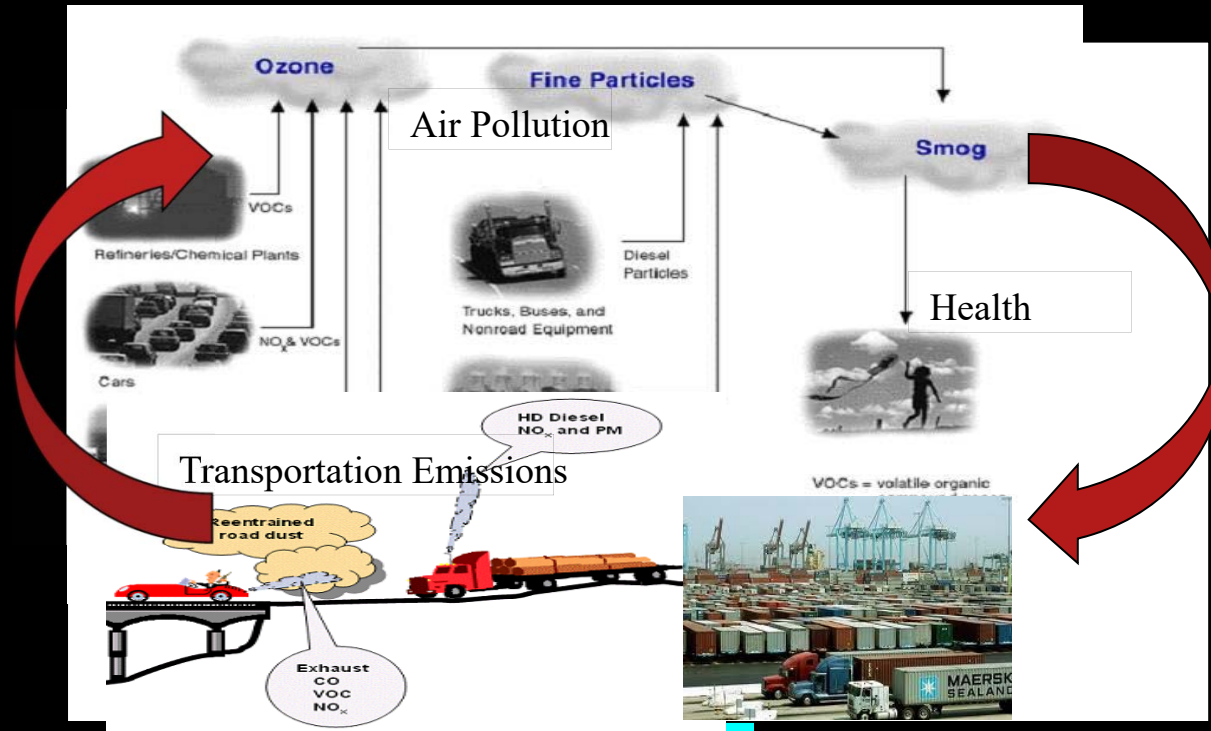 Ozone
Fine Particles
Air Pollution
Smog
VOCs
Refineries/Chemical Plants
Diesel
Particles
Trucks, Buses, and
Nonroad Equipment
Health
NOx & VOCs
Cars
HD Diesel
NOx and PM
Transportation Emissions
VOCs = volatile organic
Reentrained
road dust
Exhaust
CO
VOC
NOx
MAERSK
SEALAND